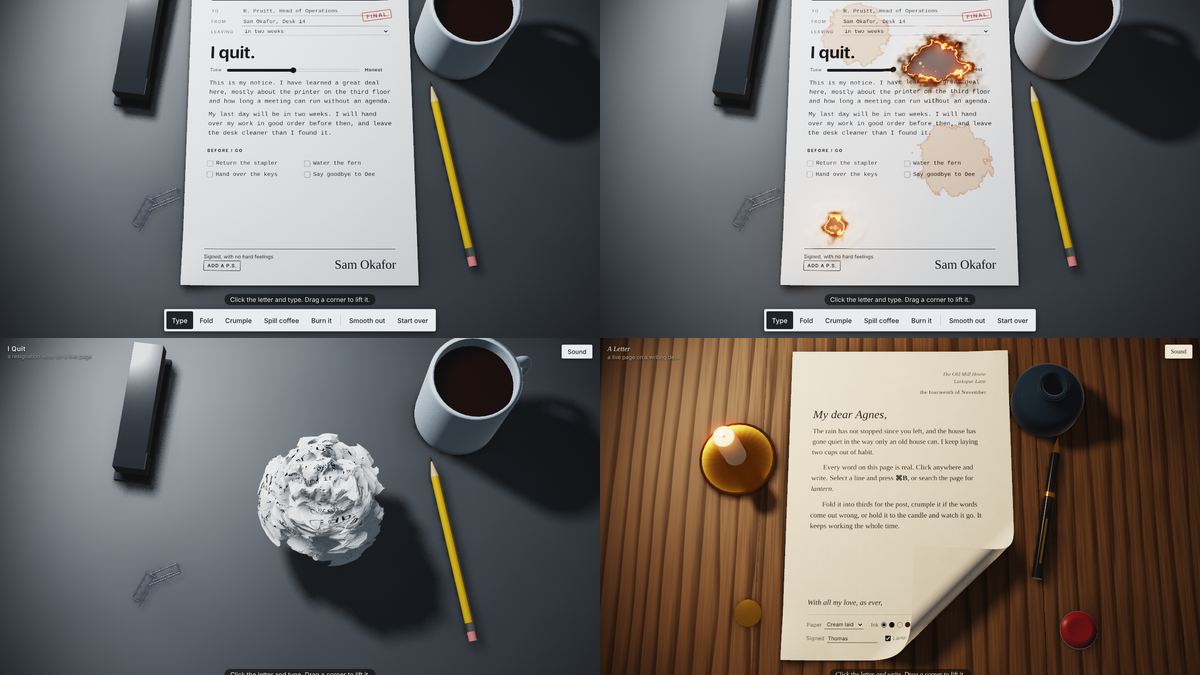 TO R. Pruitt, Head of Operations
FROM Sam Okafor, Desk 14
LEAVING in two weeks
FINAL
I quit.
Tone Honest
This is my notice. I have learned a great deal
here, mostly about the printer on the third floor
and how long a meeting can run without an agenda.
My last day will be in two weeks. I will hand
over my work in good order before then, and leave
the desk cleaner than I found it.
BEFORE I GO
Return the stapler Water the fern
Hand over the keys Say goodbye to Dee
Signed, with no hard feelings
ADD A P.S.
Sam Okafor
Click the letter and type. Drag a corner to lift it.
Type Fold Crumple Spill coffee Burn it Smooth out Start over
TO R. Pruitt, Head of Operations
FROM Sam Okafor, Desk 14
LEAVING in two weeks
FINAL
I quit.
Tone
This is my notice. I have learned a great deal
here, mostly about the printer on the third floor
and how long a meeting can run without an agenda.
My last day will be in two weeks. I will hand
over my work in good order before then, and leave
the desk cleaner than I found it.
BEFORE I GO
Return the stapler Water the fern
Hand over the keys Say goodbye to Dee
Signed, with no hard feelings
ADD A P.S.
Sam Okafor
Click the letter and type. Drag a corner to lift it.
Type Fold Crumple Spill coffee Burn it Smooth out Start over
I Quit
a resignation letter on a live page
Sound
Click the letter and type. Drag a corner to lift it.
A Letter
a live page on a writing desk
Sound
The Old Mill House
Larkspur Lane
the fourteenth of November
My dear Agnes,
The rain has not stopped since you left, and the house has
gone quiet in the way only an old house can. I keep laying
two cups out of habit.
Every word on this page is real. Click anywhere and
write. Select a line and press ⌘B, or search the page for
lantern.
Fold it into thirds for the post, crumple it if the words
come out wrong, or hold it to the candle and watch it go. It
keeps working the whole time.
With all my love, as ever,
Paper Cream laid Ink
Signed Thomas
Click the letter and write. Drag a corner to lift it.